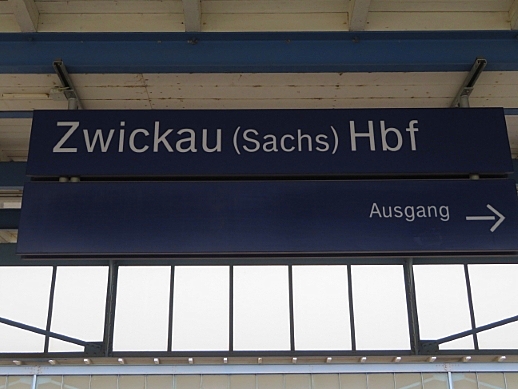 Zwickau (Sachs) Hbf
Ausgang →